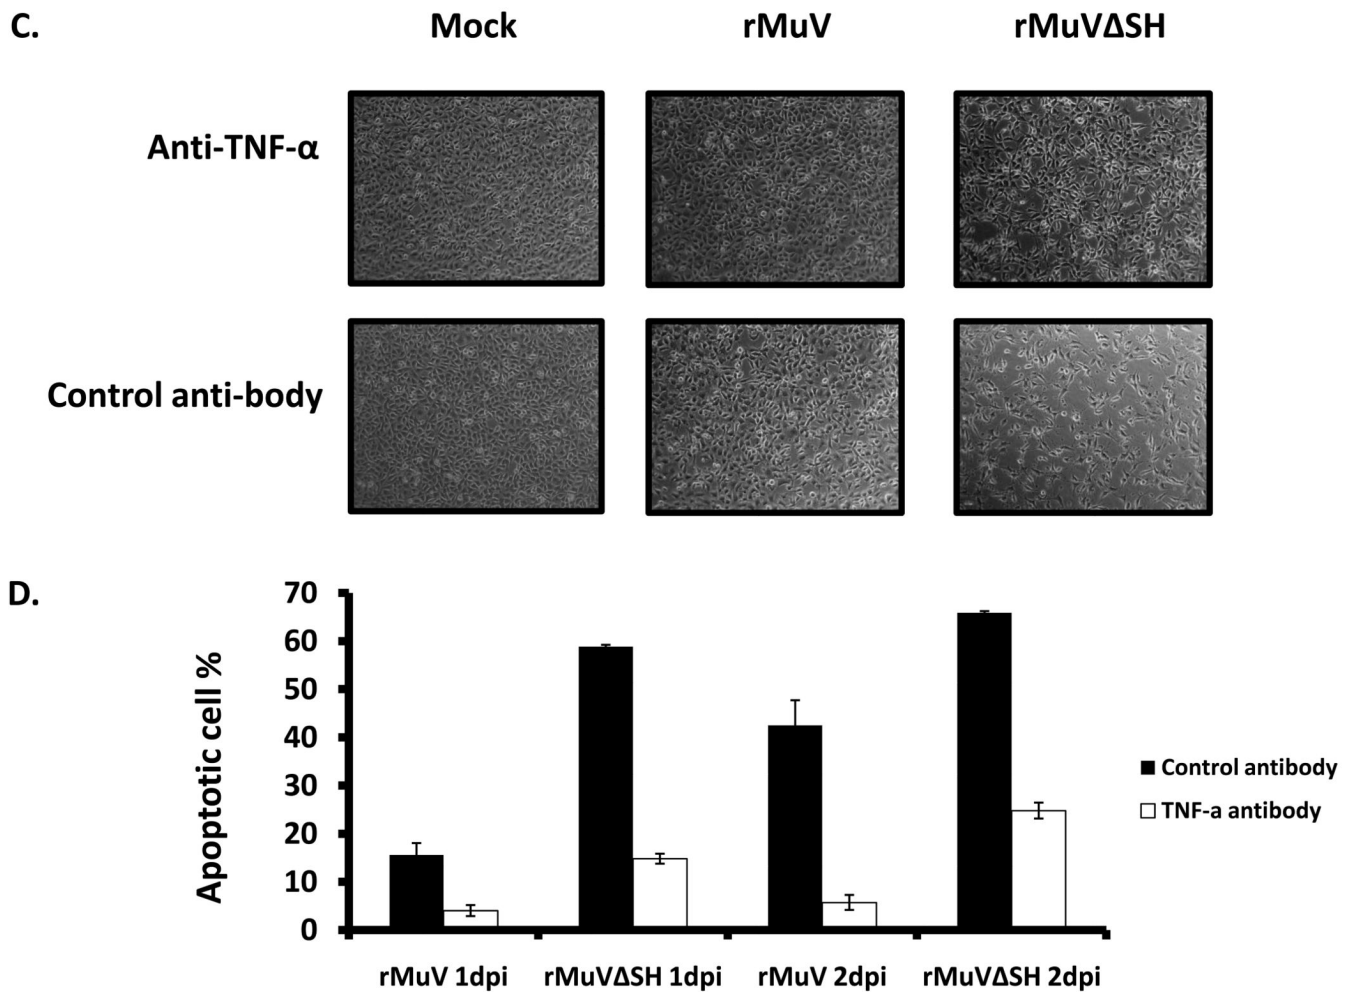 C.
Mock rMuV rMuVΔSH
Anti-TNF-α
Control anti-body
D.
Apoptotic cell %
70
60
50
40
30
20
10
0
rMuV 1dpi rMuVΔSH 1dpi rMuV 2dpi rMuVΔSH 2dpi
Control antibody
TNF-a antibody